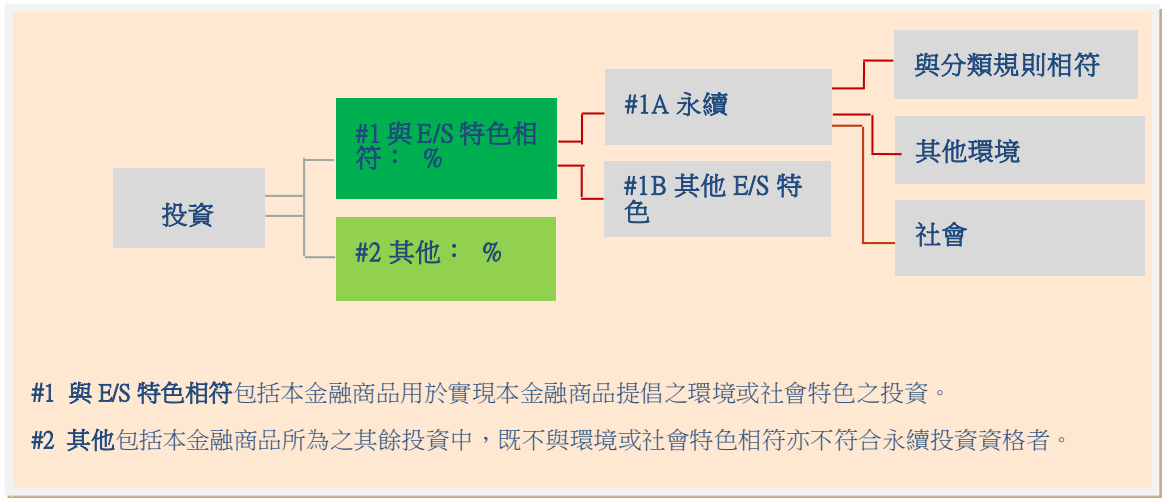 投資
#1 與 E/S 特色相
符： %
#2 其他： %
#1A 永續
#1B 其他 E/S 特
色
與分類規則相符
其他環境
社會
#1 與 E/S 特色相符包括本金融商品用於實現本金融商品提倡之環境或社會特色之投資。
#2 其他包括本金融商品所為之其餘投資中，既不與環境或社會特色相符亦不符合永續投資資格者。